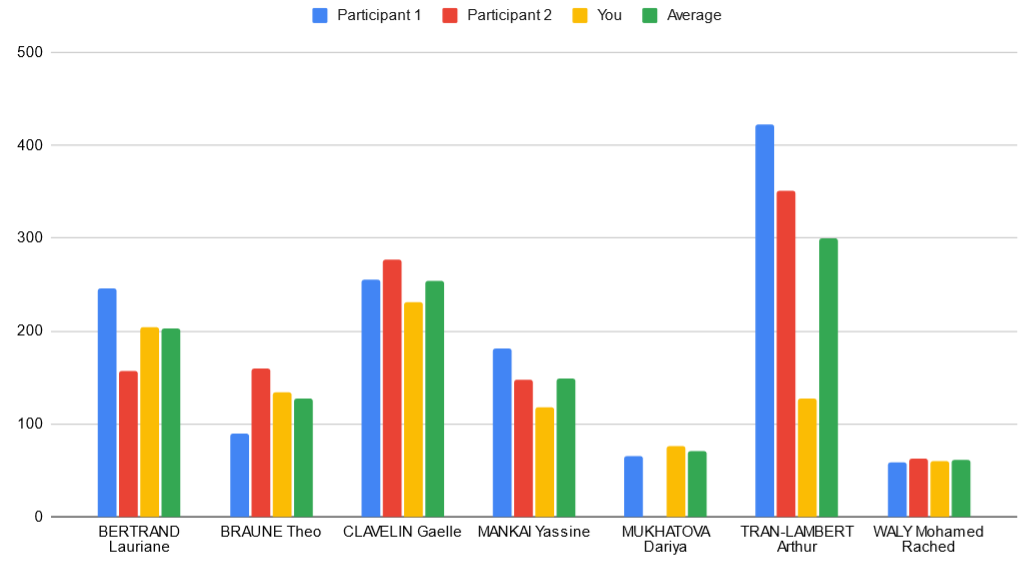 Participant 1 Participant 2 You Average
500
400
300
200
100
0
BERTRAND Lauriane
BRAUNE Theo
CLAVELIN Gaelle
MANKAI Yassine
MUKHATOVA Dariya
TRAN-LAMBERT Arthur
WALY Mohamed Rached